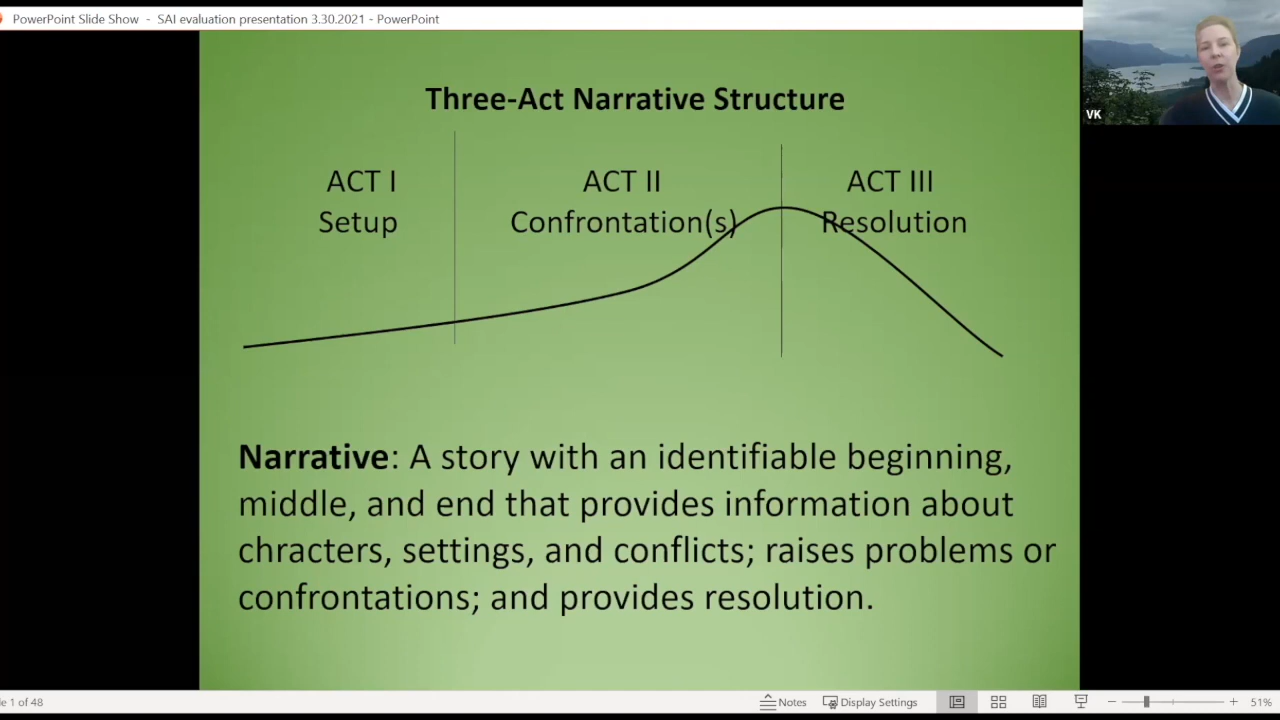 PowerPoint Slide Show - SAI evaluation presentation 3.30.2021 - PowerPoint
VK
Three-Act Narrative Structure
ACT I
Setup
ACT II
Confrontation(s)
ACT III
Resolution
Narrative: A story with an identifiable beginning,
middle, and end that provides information about
chracters, settings, and conflicts; raises problems or
confrontations; and provides resolution.
1 of 48
Notes
Display Settings
51%